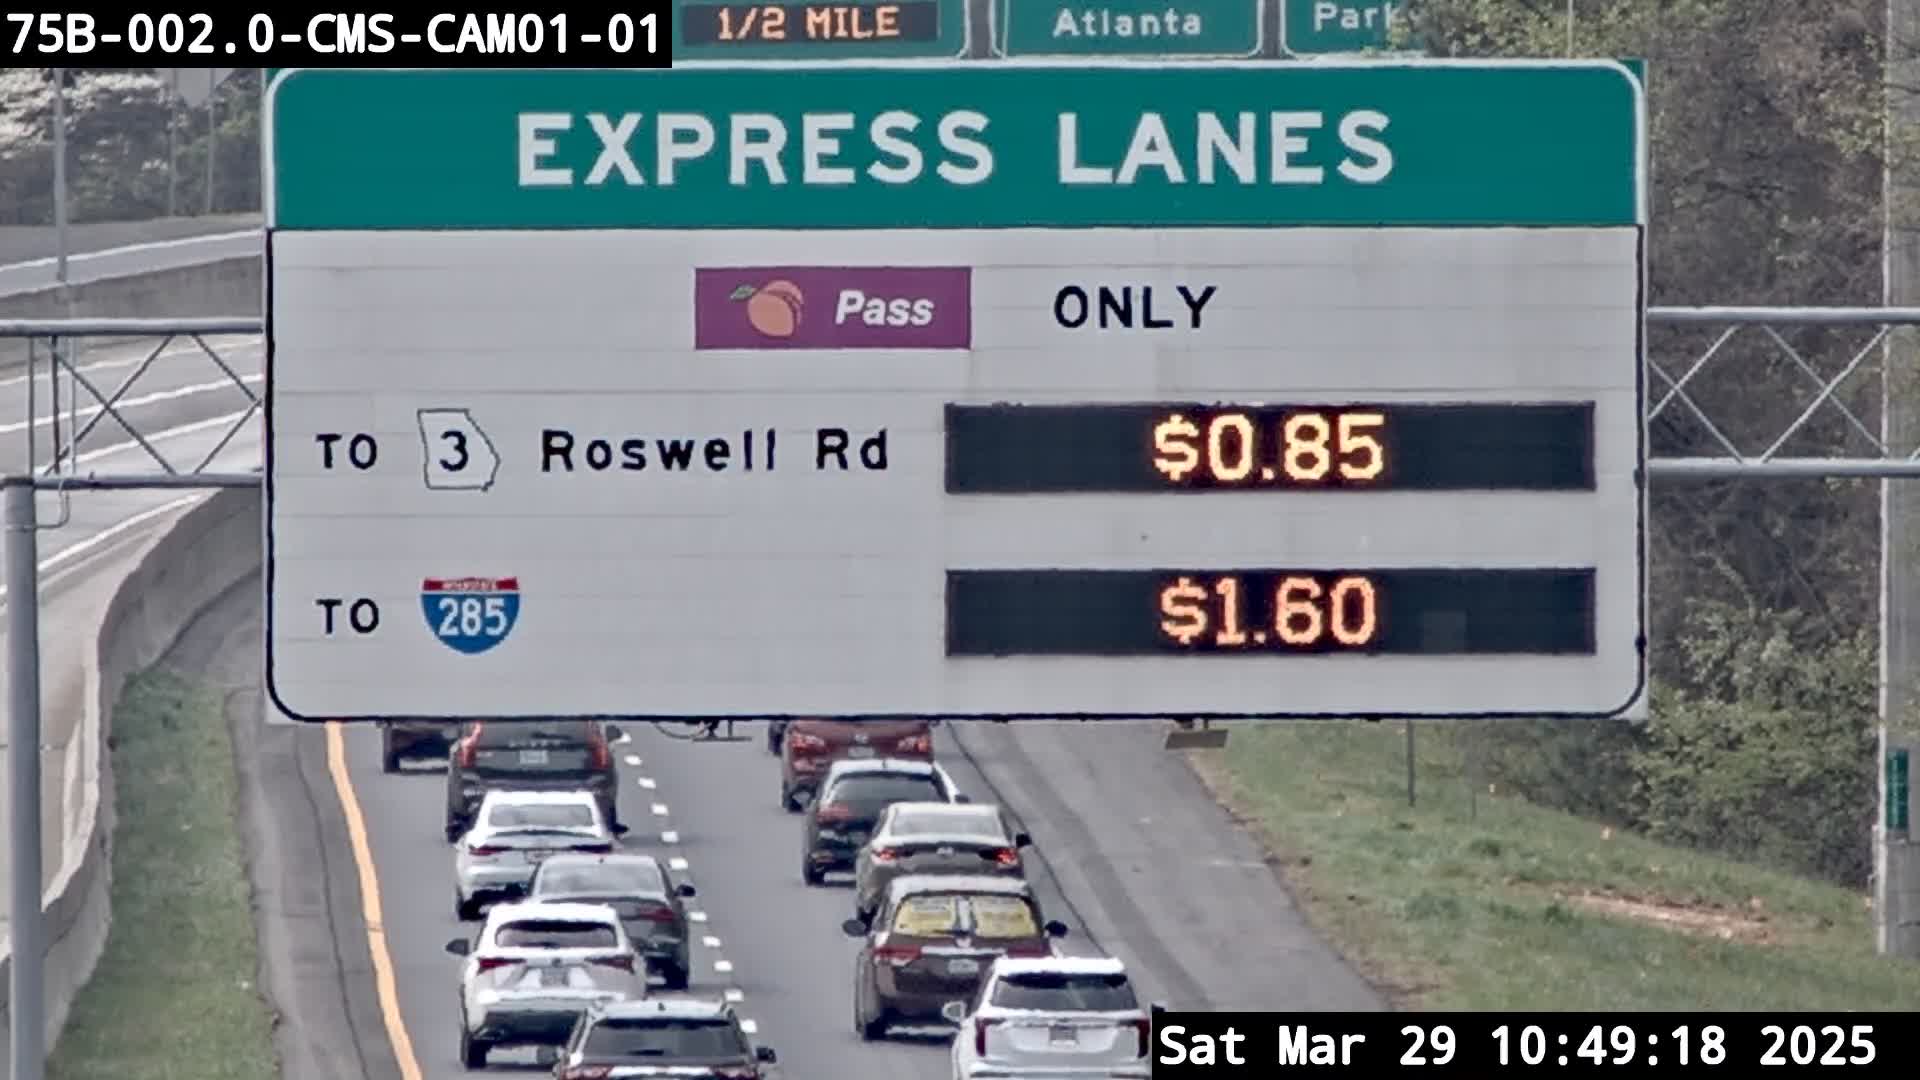 75B-002.0-CMS-CAM01-01
1/2 MILE
Atlanta
EXPRESS LANES
Pass ONLY
TO 3 Roswell Rd $0.85
TO INTERSTATE 285 $1.60
Sat Mar 29 10:49:18 2025